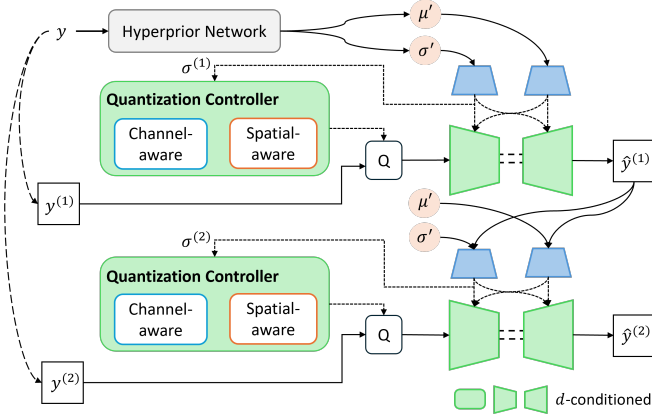 y
Hyperprior Network
μ′
σ′
σ⁽¹⁾
Quantization Controller
Channel-
aware
Spatial-
aware
Q
ŷ⁽¹⁾
y⁽¹⁾
μ′
σ′
σ⁽²⁾
Quantization Controller
Channel-
aware
Spatial-
aware
Q
ŷ⁽²⁾
y⁽²⁾
d-conditioned